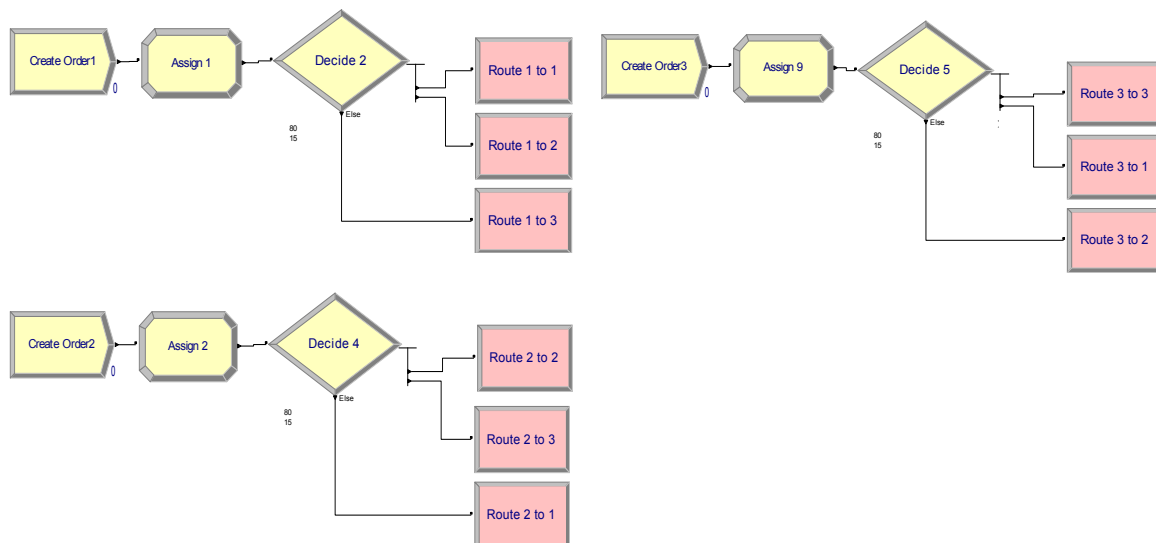 Create Order1
0
Assign 1
Decide 2
Else
80
15
Route 1 to 1
Route 1 to 2
Route 1 to 3
Create Order3
0
Assign 9
Decide 5
Else
80
15
:
Route 3 to 3
Route 3 to 1
Route 3 to 2
Create Order2
0
Assign 2
Decide 4
Else
80
15
Route 2 to 2
Route 2 to 3
Route 2 to 1